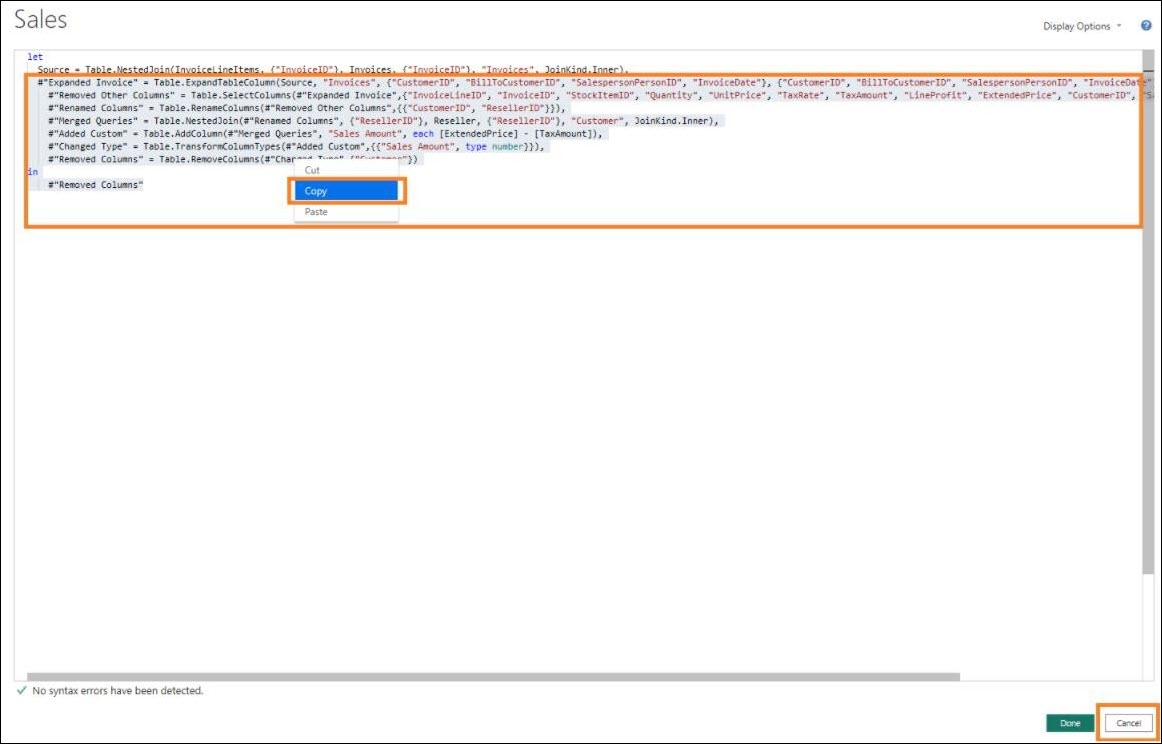 Sales
Display Options
let
Source = Table.NestedJoin(InvoiceLineItems, {"InvoiceID"}, Invoices, {"InvoiceID"}, "Invoices", JoinKind.Inner),
#"Expanded Invoice" = Table.ExpandTableColumn(Source, "Invoices", {"CustomerID", "BillToCustomerID", "SalespersonPersonID", "InvoiceDate"}, {"CustomerID", "BillToCustomerID", "SalespersonPersonID", "InvoiceDate"
#"Removed Other Columns" = Table.SelectColumns(#"Expanded Invoice",{"InvoiceLineID", "InvoiceID", "StockItemID", "Quantity", "UnitPrice", "TaxRate", "TaxAmount", "LineProfit", "ExtendedPrice", "CustomerID",
#"Renamed Columns" = Table.RenameColumns(#"Removed Other Columns",{{"CustomerID", "ResellerID"}}),
#"Merged Queries" = Table.NestedJoin(#"Renamed Columns", {"ResellerID"}, Reseller, {"ResellerID"}, "Customer", JoinKind.Inner),
#"Added Custom" = Table.AddColumn(#"Merged Queries", "Sales Amount", each [ExtendedPrice] - [TaxAmount]),
#"Changed Type" = Table.TransformColumnTypes(#"Added Custom",{{"Sales Amount", type number}}),
#"Removed Columns" = Table.RemoveColumns(#"Changed Type",{"Customer"})
in
#"Removed Columns"
Cut
Copy
Paste
No syntax errors have been detected.
Done
Cancel